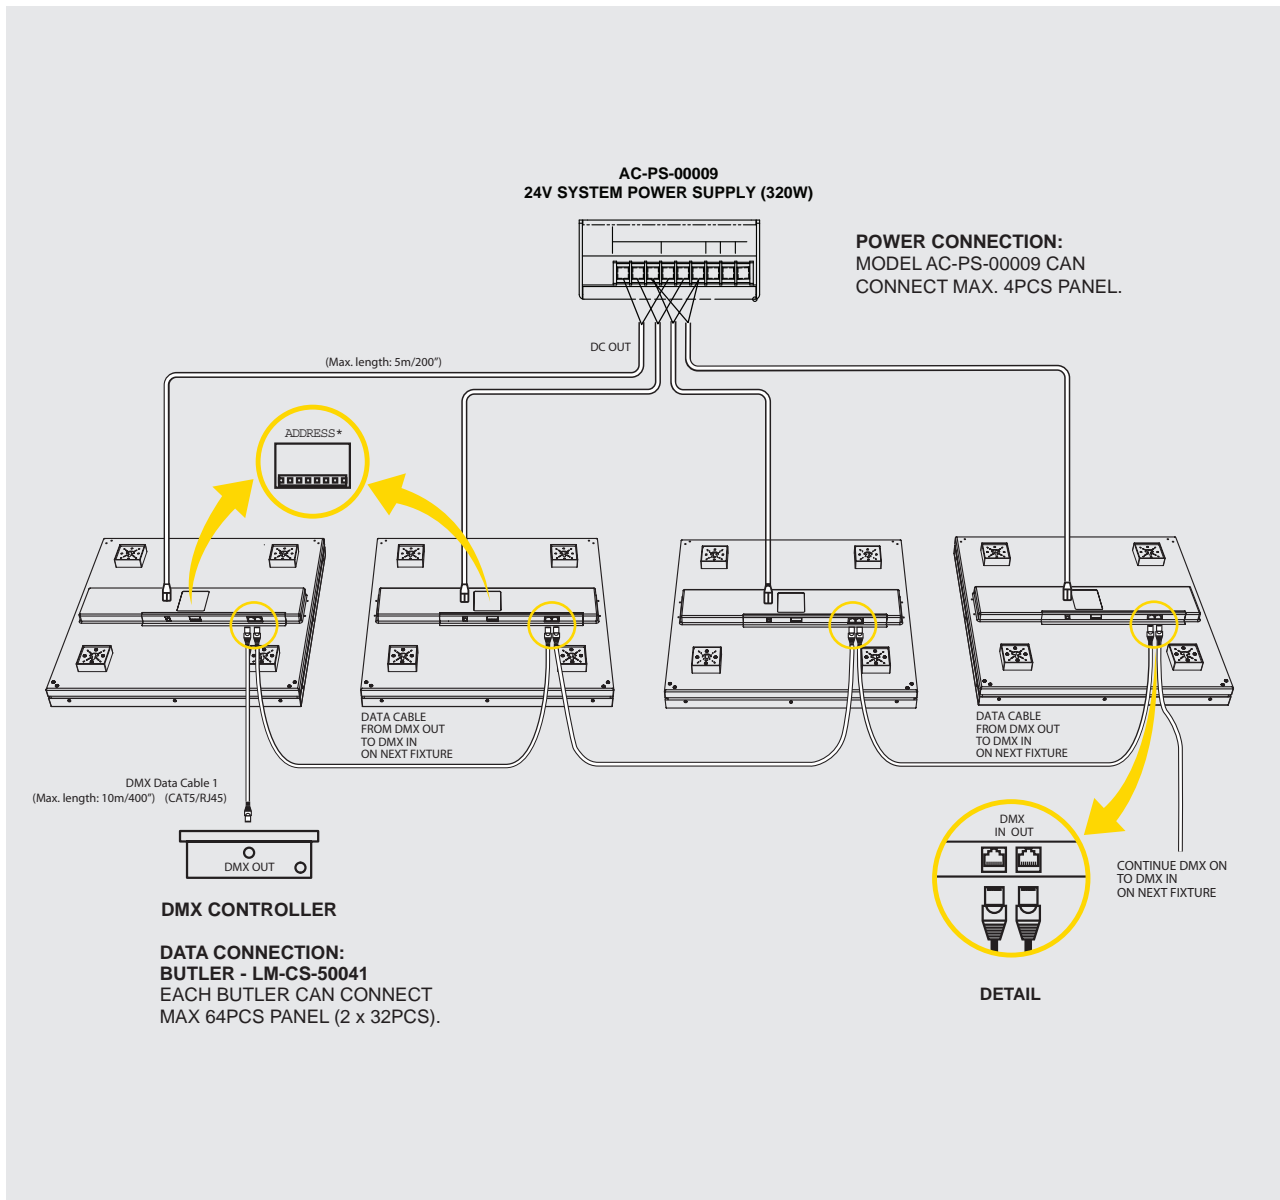 AC-PS-00009
24V SYSTEM POWER SUPPLY (320W)
POWER CONNECTION:
MODEL AC-PS-00009 CAN
CONNECT MAX. 4PCS PANEL.
DC OUT
(Max. length: 5m/200")
ADDRESS*
DATA CABLE
FROM DMX OUT
TO DMX IN
ON NEXT FIXTURE
DATA CABLE
FROM DMX OUT
TO DMX IN
ON NEXT FIXTURE
DMX Data Cable 1
(Max. length: 10m/400") (CAT5/RJ45)
DMX OUT
DMX
IN OUT
CONTINUE DMX ON
TO DMX IN
ON NEXT FIXTURE
DMX CONTROLLER
DATA CONNECTION:
BUTLER - LM-CS-50041
EACH BUTLER CAN CONNECT
MAX 64PCS PANEL (2 x 32PCS).
DETAIL